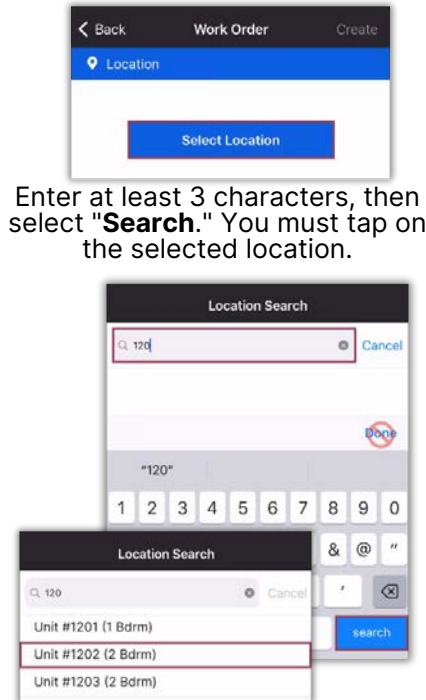 Back Work Order Create
Location
Select Location
Enter at least 3 characters, then
select "Search." You must tap on
the selected location.
Location Search
120 Cancel
Done
"120"
1 2 3 4 5 6 7 8 9 0
& @ "
'
search
Location Search
120 Cancel
Unit #1201 (1 Bdrm)
Unit #1202 (2 Bdrm)
Unit #1203 (2 Bdrm)